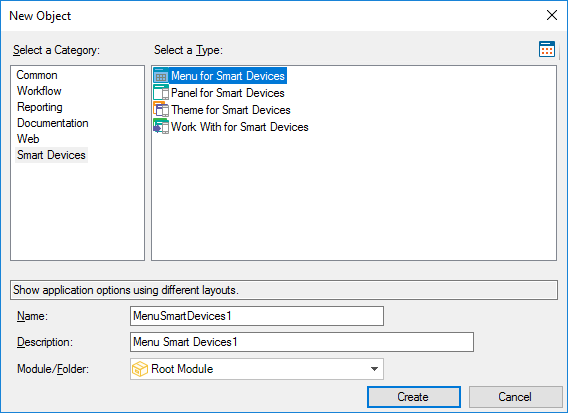 New Object
Select a Category:
Select a Type:
Common
Workflow
Reporting
Documentation
Web
Smart Devices
Menu for Smart Devices
Panel for Smart Devices
Theme for Smart Devices
Work With for Smart Devices
Show application options using different layouts.
Name: MenuSmartDevices1
Description: Menu Smart Devices1
Module/Folder: Root Module
Create Cancel